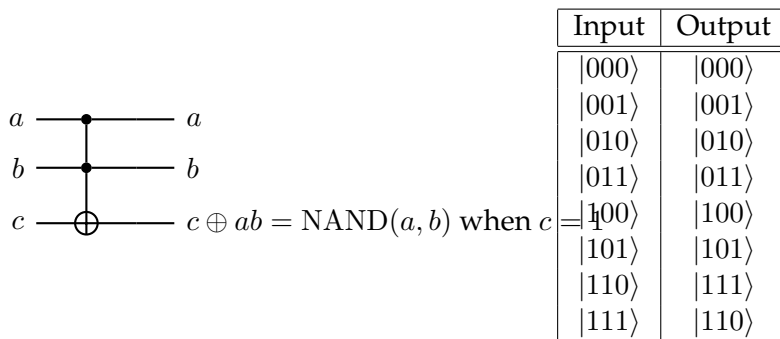 Input Output
|000⟩ |000⟩
a a |001⟩ |001⟩
b b |010⟩ |010⟩
|011⟩ |011⟩
c c ⊕ ab = NAND(a, b) when c = 1 |100⟩ |100⟩
|101⟩ |101⟩
|110⟩ |111⟩
|111⟩ |110⟩